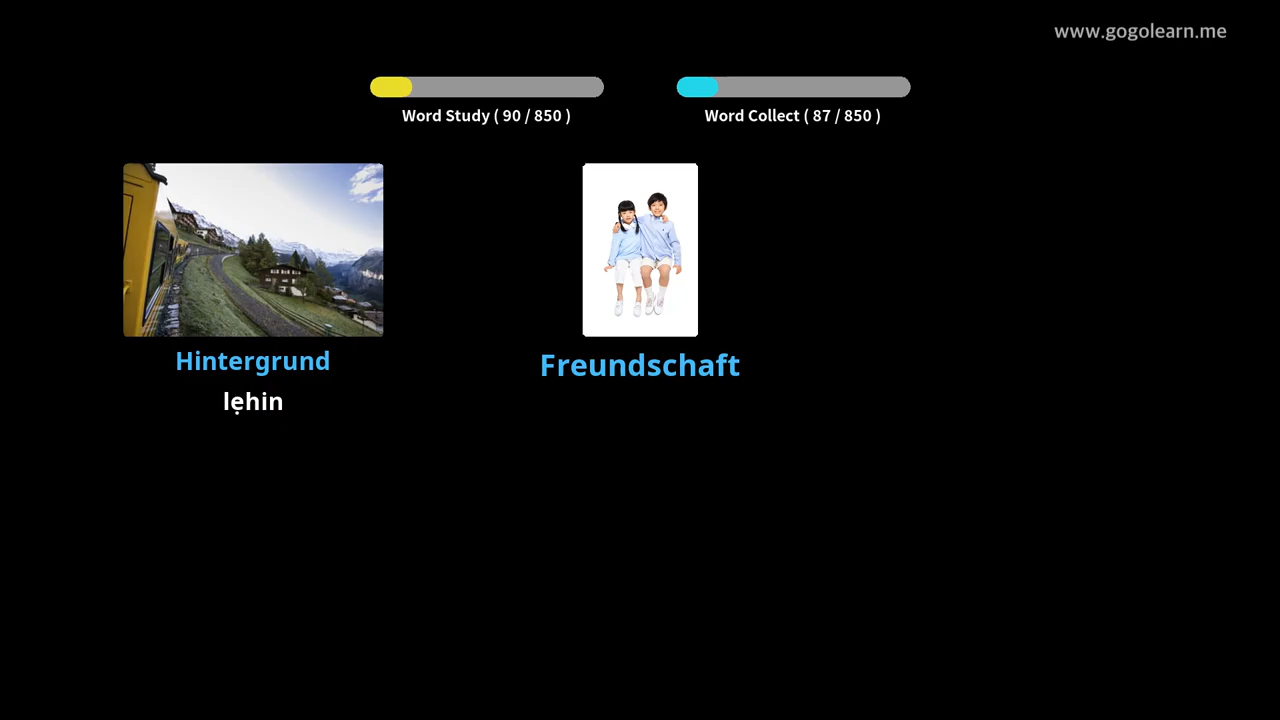 www.gogolearn.me
Word Study ( 90 / 850 )
Word Collect ( 87 / 850 )
Hintergrund
lẹhin
Freundschaft